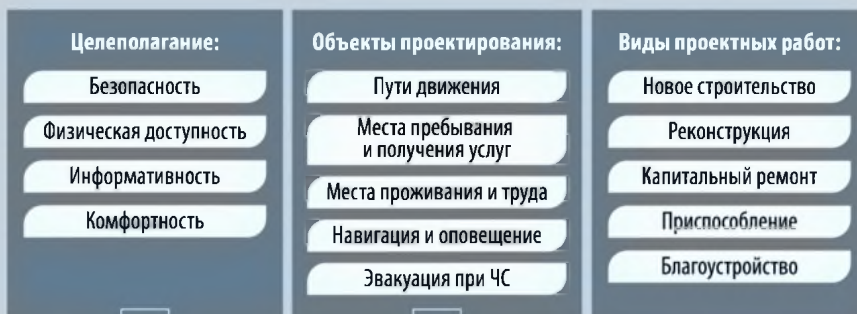 Целеполагание:
Безопасность
Физическая доступность
Информативность
Комфортность
Объекты проектирования:
Пути движения
Места пребывания
и получения услуг
Места проживания и труда
Навигация и оповещение
Эвакуация при ЧС
Виды проектных работ:
Новое строительство
Реконструкция
Капитальный ремонт
Приспособление
Благоустройство